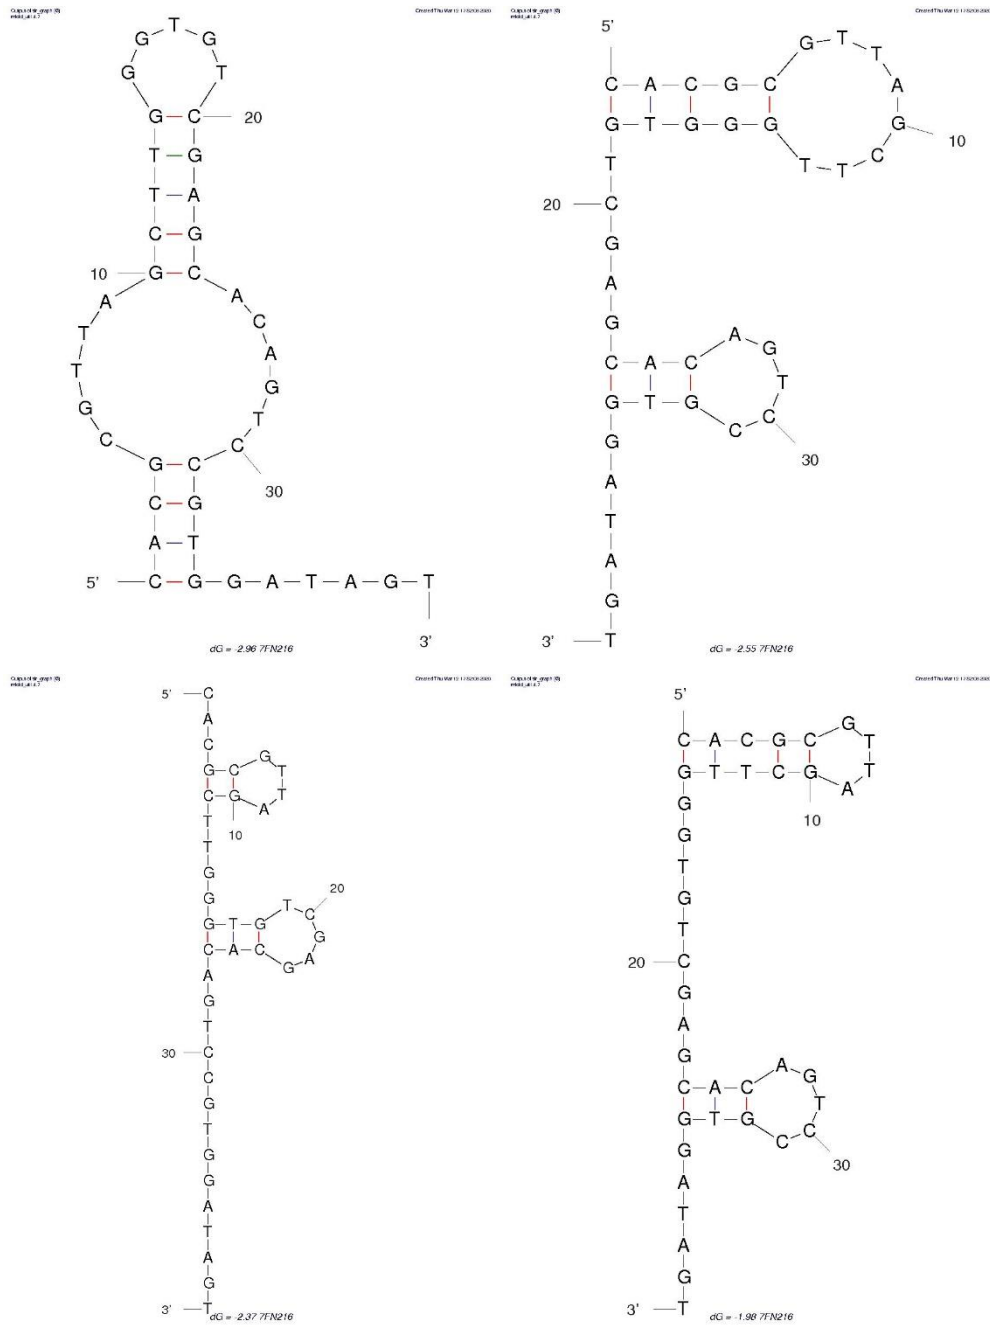 T
G G
G T
G C 20
T G
T A
C G
10 G C
A A
C
T
A
T
G
G
T
C C
G C
30
C G
A T
5' C G G A T A G T
3'
dG = -2.96 7FN216
5'
G T T
C A C G C A
G T G G G G
10
T T T C
20 C
G
A
G A
C A C G
T
G T G C
G C
30
A
T
A
G
3' T
dG = -2.55 7FN216
5' C
A
C G
G C T
C G A T
T 10
T
G
G 20
G T G T C
G
C A C G A
A
G
T
30 C
C
G
T
G
G
A
T
A
G
3' T
dG = -2.37 7FN216
5'
G
C A C G C T
G T T C G A T
10
G
G
T
G
T
20 C
G
A
G A G
C A C T
G T G C C
G 30
A
T
A
G
3' T
dG = -1.98 7FN216